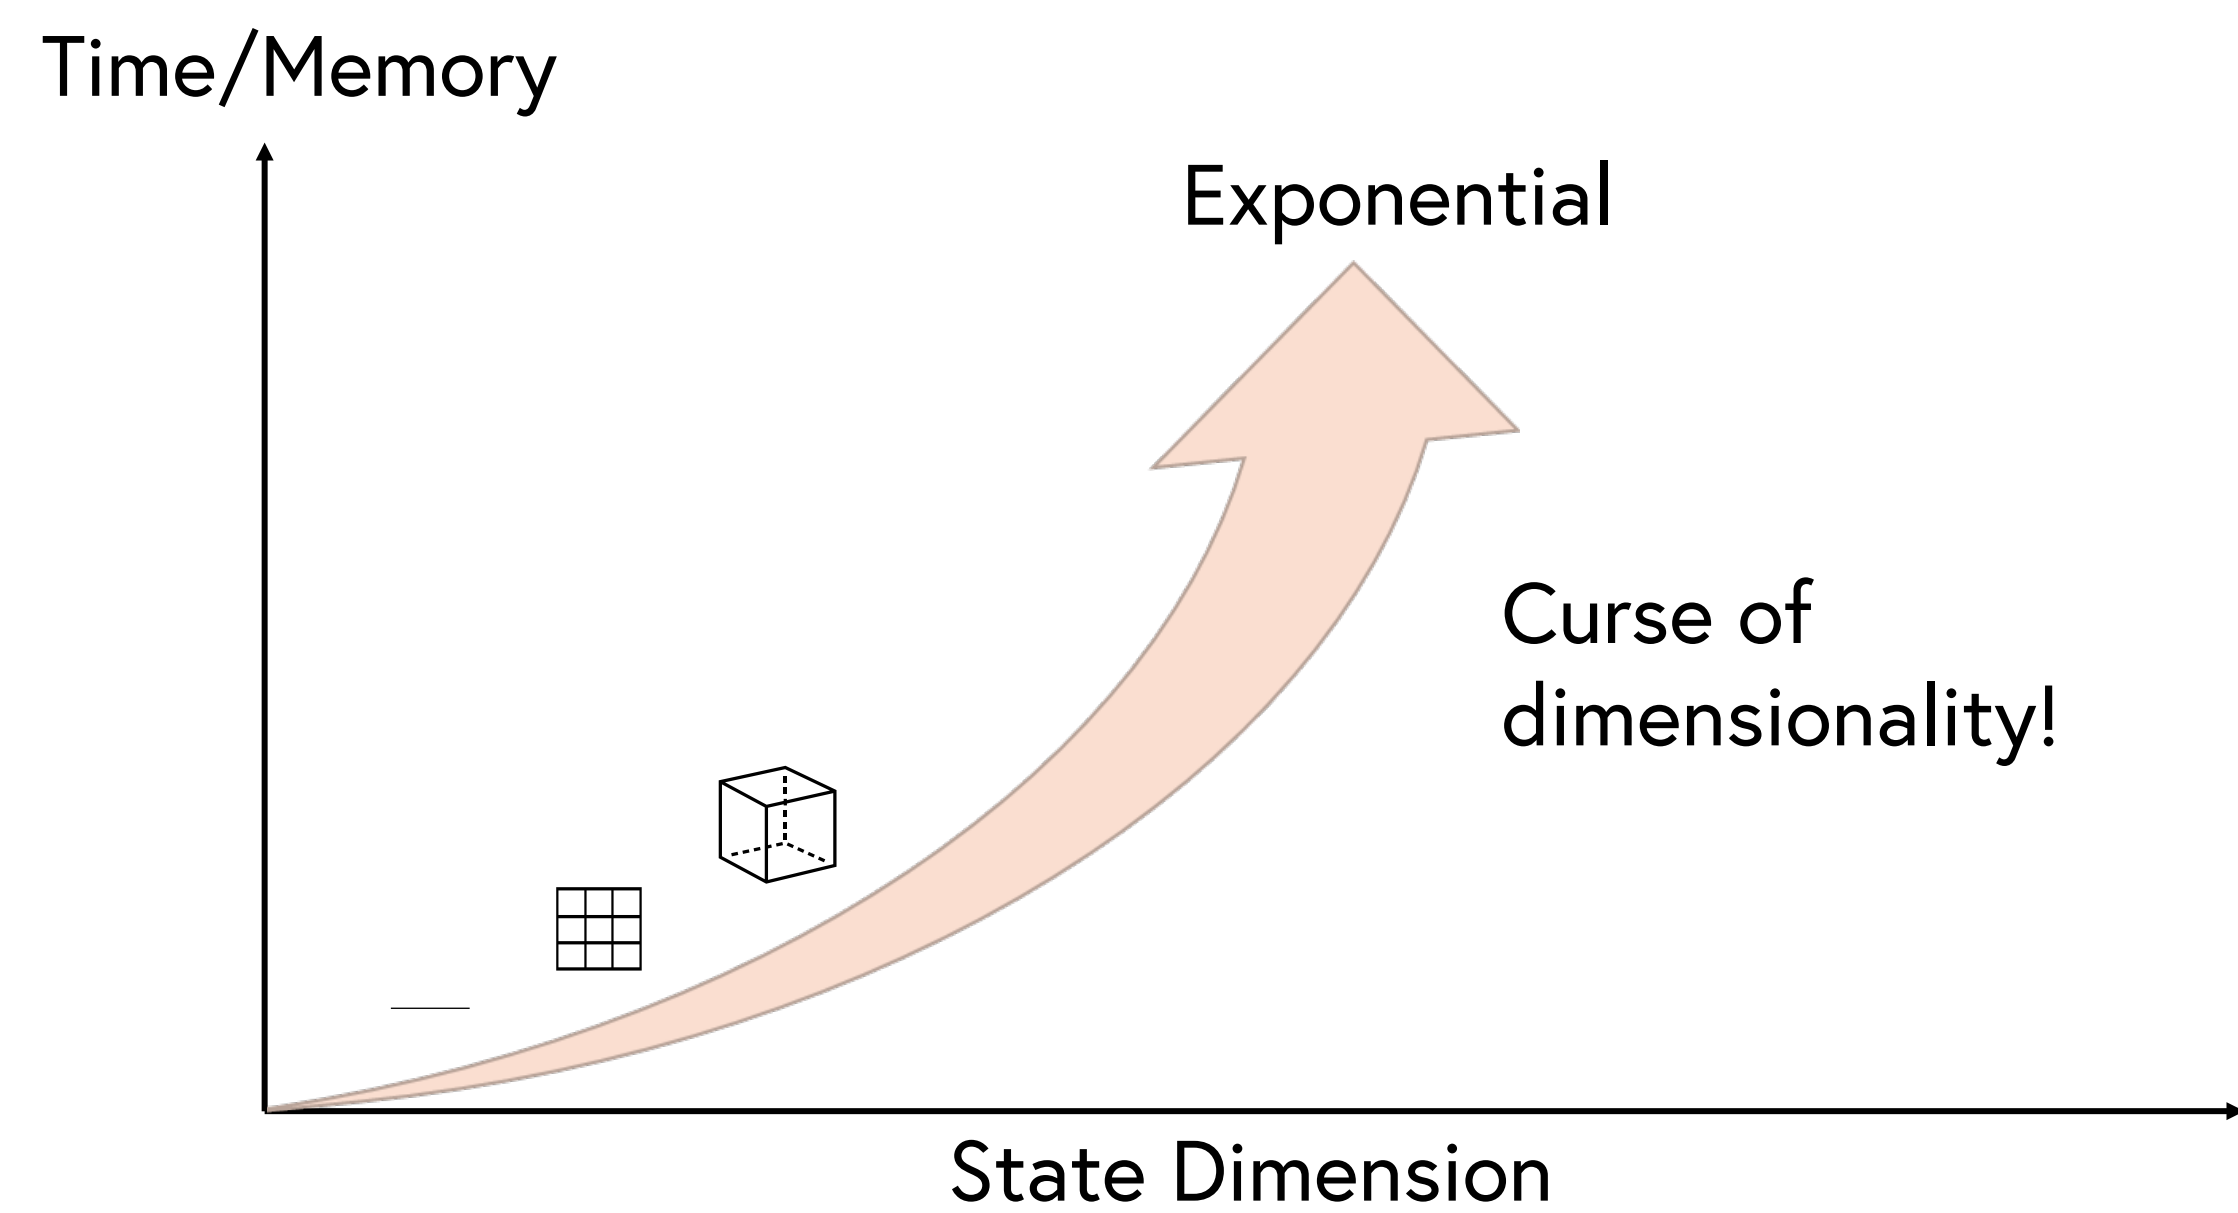 Time/Memory
Exponential
Curse of
dimensionality!
State Dimension